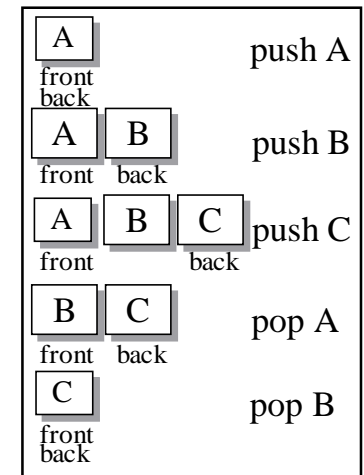 A push A
front
back
A B push B
front back
A B C push C
front back
B C pop A
front back
C pop B
front
back